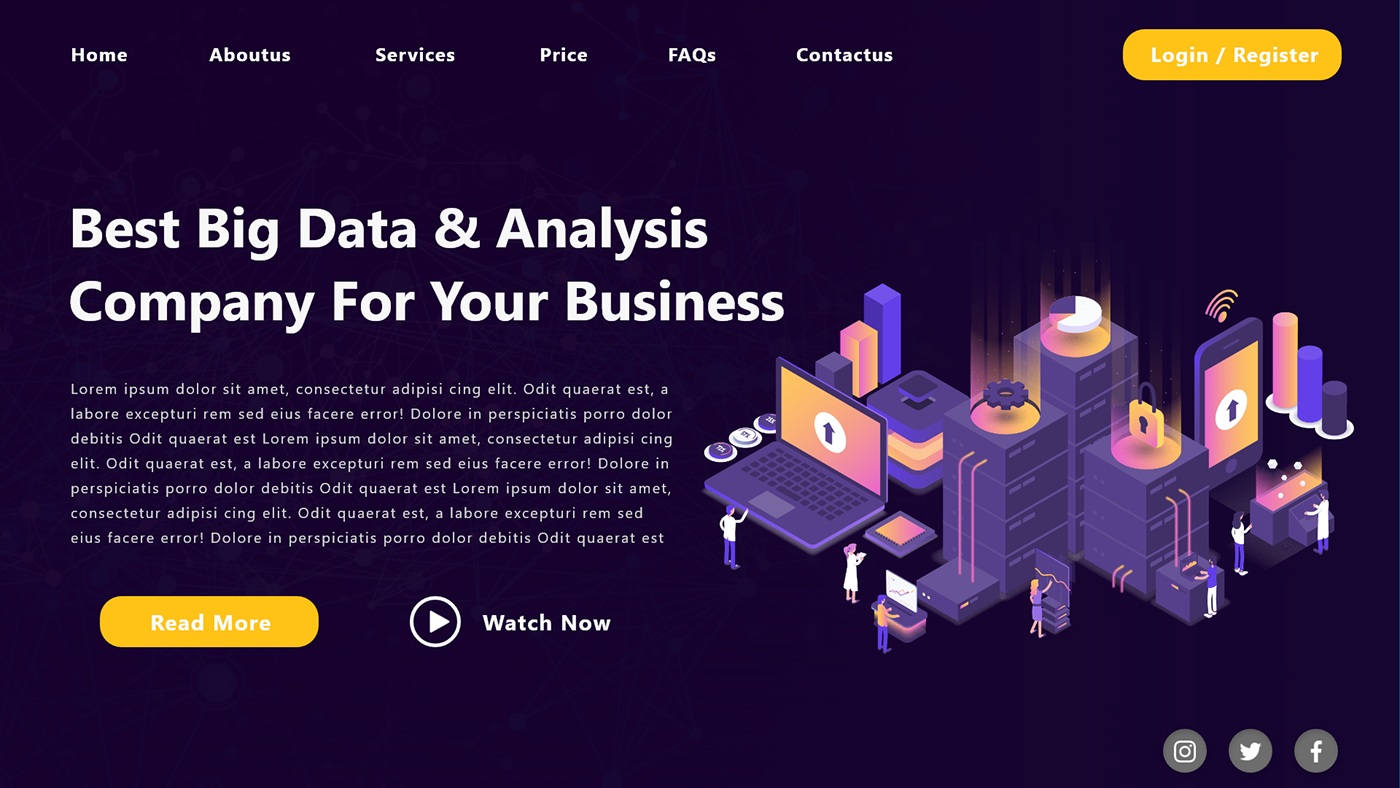 Home Aboutus Services Price FAQs Contactus Login / Register
Best Big Data & Analysis
Company For Your Business
Lorem ipsum dolor sit amet, consectetur adipisi cing elit. Odit quaerat est, a
labore excepturi rem sed eius facere error! Dolore in perspiciatis porro dolor
debitis Odit quaerat est Lorem ipsum dolor sit amet, consectetur adipisi cing
elit. Odit quaerat est, a labore excepturi rem sed eius facere error! Dolore in
perspiciatis porro dolor debitis Odit quaerat est Lorem ipsum dolor sit amet,
consectetur adipisi cing elit. Odit quaerat est, a labore excepturi rem sed
eius facere error! Dolore in perspiciatis porro dolor debitis Odit quaerat est
Read More Watch Now